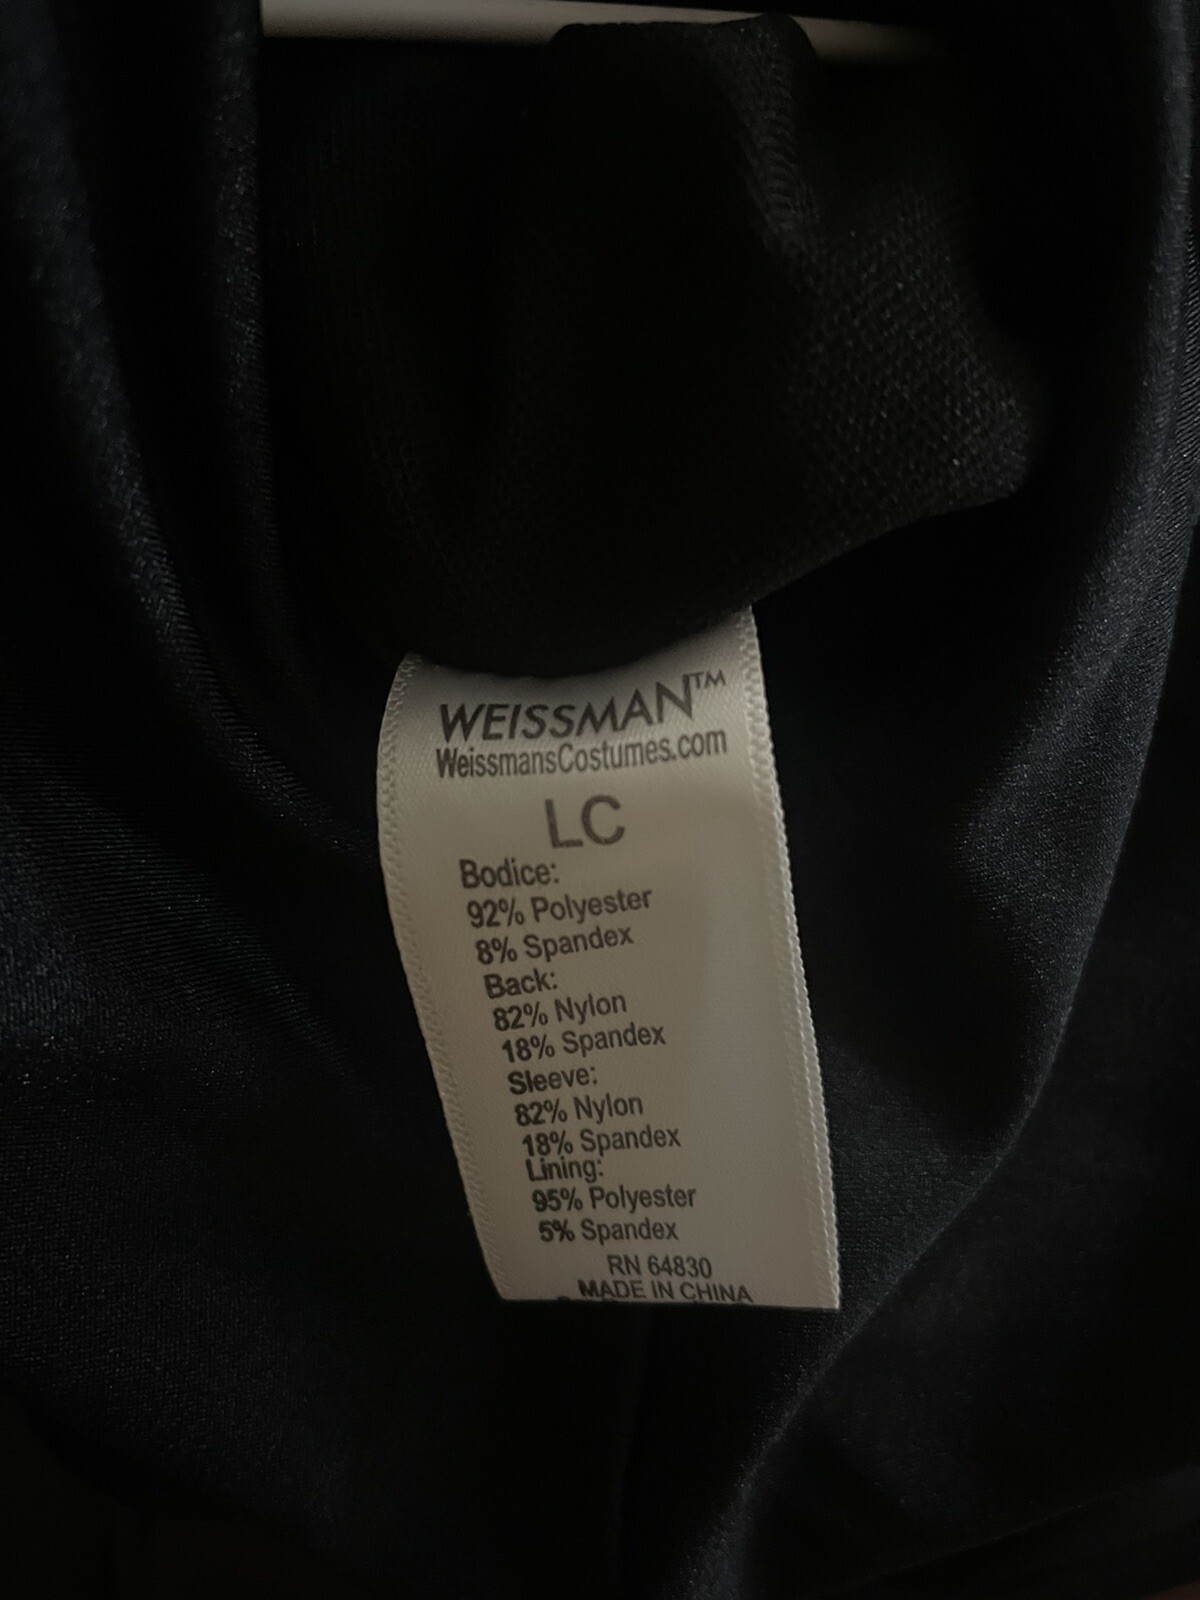 WEISSMAN™
WeissmansCostumes.com
LC
Bodice:
92% Polyester
8% Spandex
Back:
82% Nylon
18% Spandex
Sleeve:
82% Nylon
18% Spandex
Lining:
95% Polyester
5% Spandex
RN 64830
MADE IN CHINA